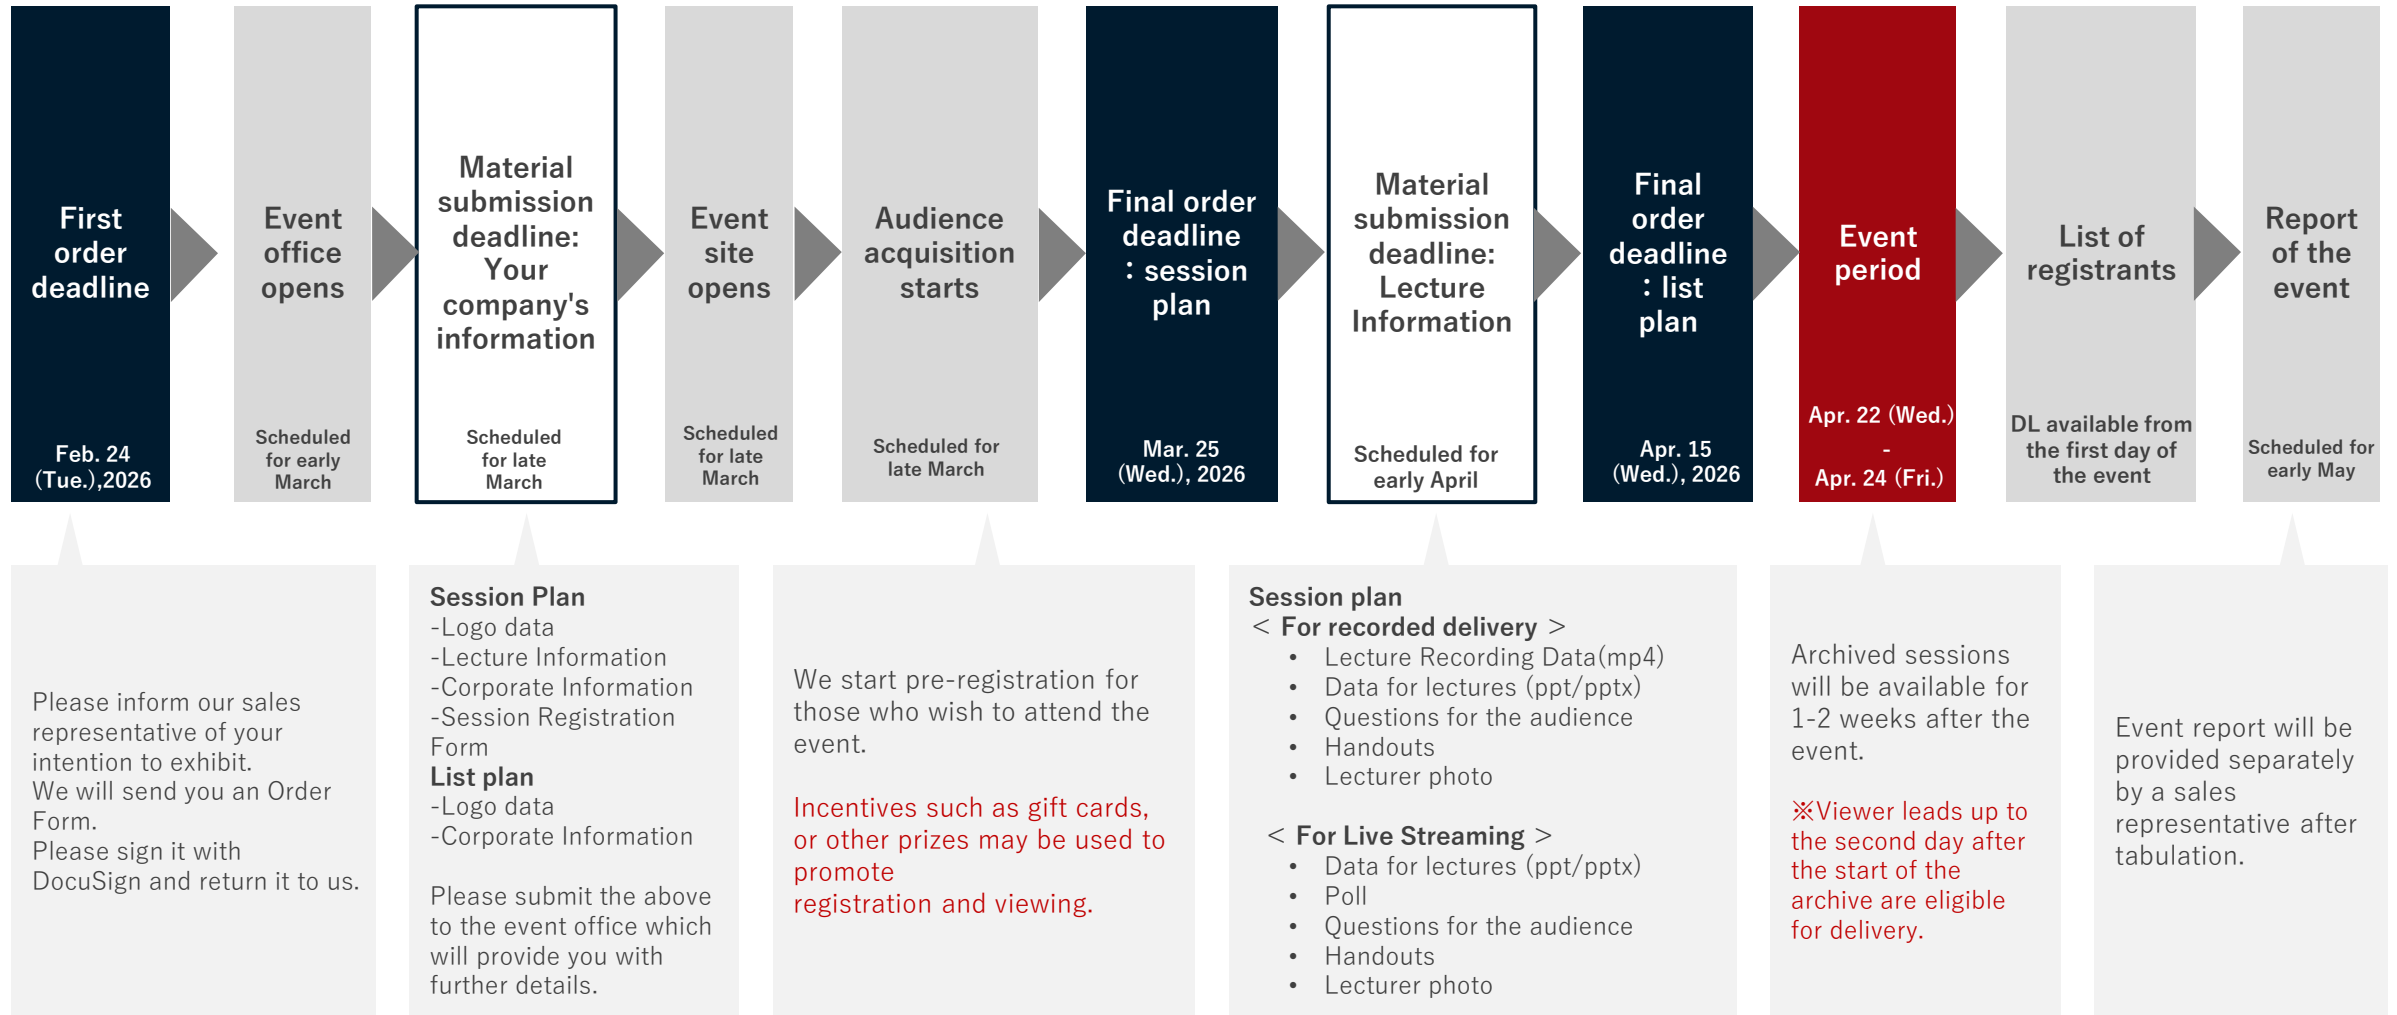 First
order
deadline
Feb. 24
(Tue.),2026
Event
office
opens
Scheduled
for early
March
Material
submission
deadline:
Your
company's
information
Scheduled
for late
March
Event
site
opens
Scheduled
for late
March
Audience
acquisition
starts
Scheduled for
late March
Final order
deadline
：session
plan
Mar. 25
(Wed.), 2026
Material
submission
deadline:
Lecture
Information
Scheduled for
early April
Final
order
deadline
：list
plan
Apr. 15
(Wed.), 2026
Event
period
Apr. 22 (Wed.)
-
Apr. 24 (Fri.)
List of
registrants
DL available from
the first day of
the event
Report
of the
event
Scheduled for
early May
Please inform our sales
representative of your
intention to exhibit.
We will send you an Order
Form.
Please sign it with
DocuSign and return it to us.
Session Plan
-Logo data
-Lecture Information
-Corporate Information
-Session Registration
Form
List plan
-Logo data
-Corporate Information
Please submit the above
to the event office which
will provide you with
further details.
We start pre-registration for
those who wish to attend the
event.
Incentives such as gift cards,
or other prizes may be used to
promote
registration and viewing.
Session plan
＜ For recorded delivery ＞
• Lecture Recording Data(mp4)
• Data for lectures (ppt/pptx)
• Questions for the audience
• Handouts
• Lecturer photo
＜ For Live Streaming ＞
• Data for lectures (ppt/pptx)
• Poll
• Questions for the audience
• Handouts
• Lecturer photo
Archived sessions
will be available for
1-2 weeks after the
event.
※Viewer leads up to
the second day after
the start of the
archive are eligible
for delivery.
Event report will be
provided separately
by a sales
representative after
tabulation.